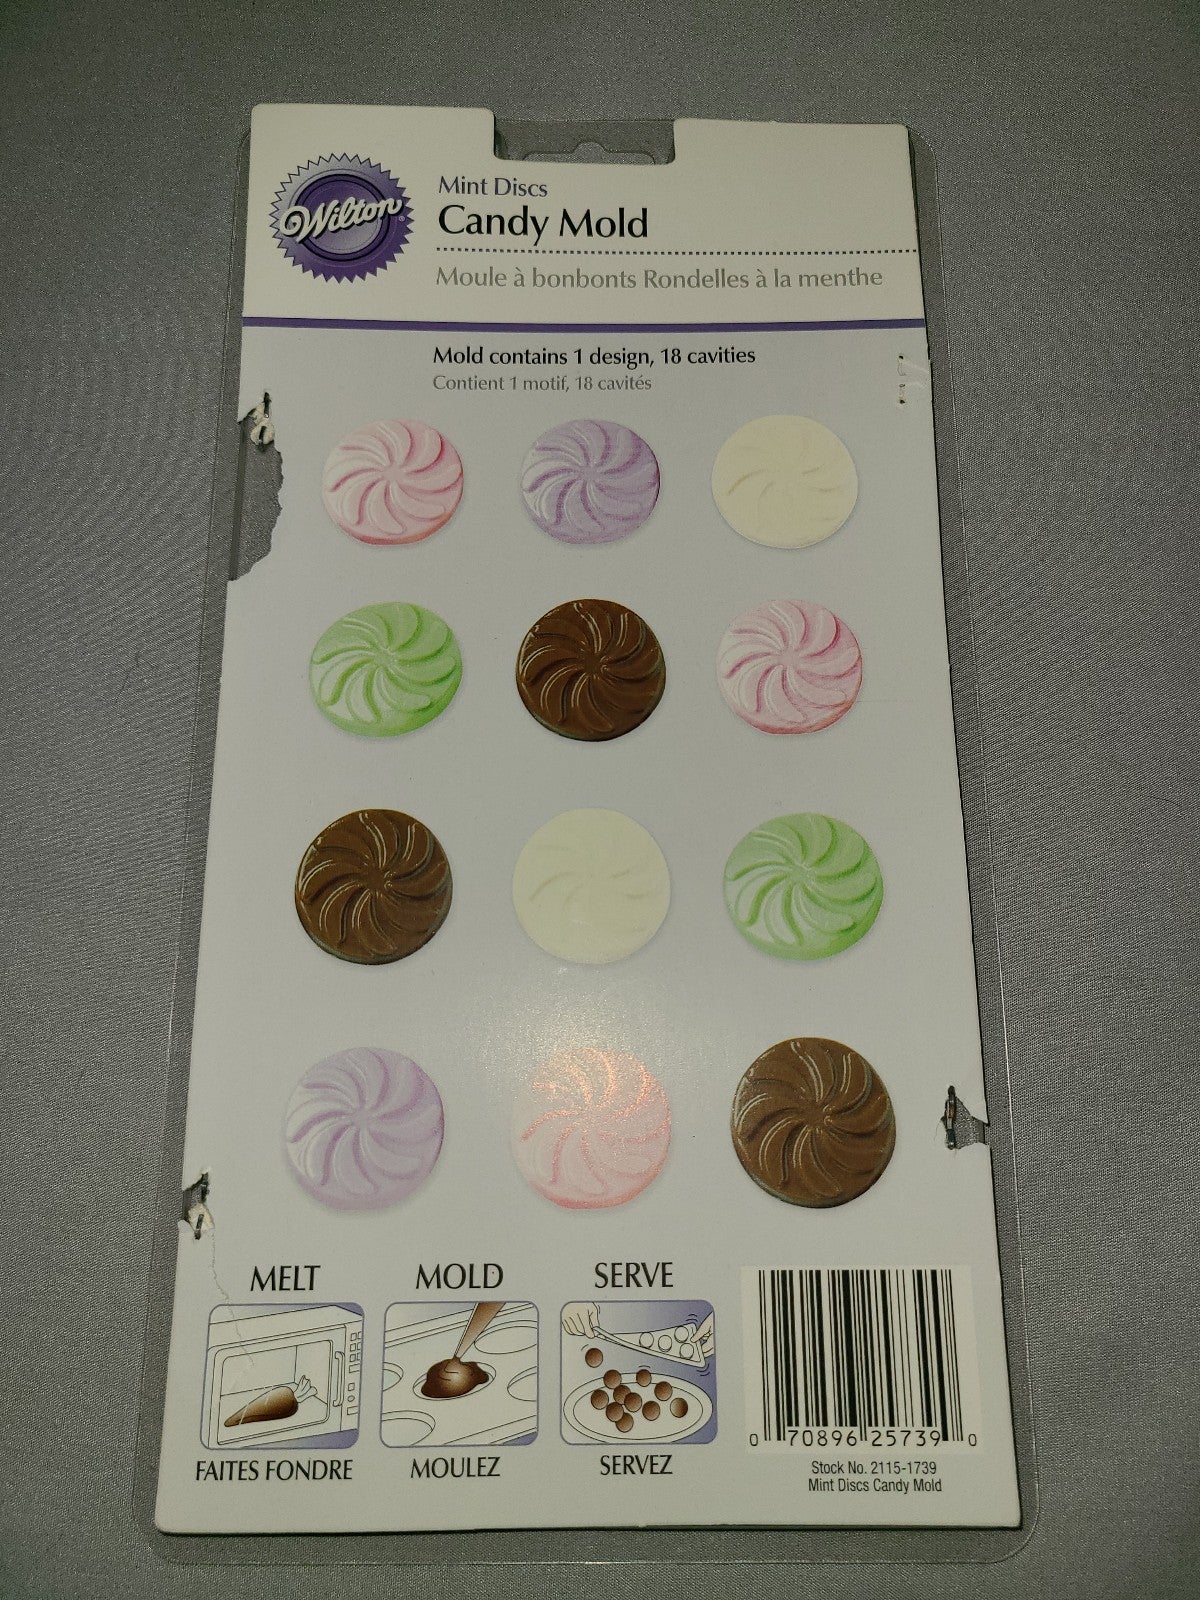 Wilton®
Mint Discs
Candy Mold
Moule à bonbonts Rondelles à la menthe
Mold contains 1 design, 18 cavities
Contient 1 motif, 18 cavités
MELT MOLD SERVE
FAITES FONDRE MOULEZ SERVEZ
0 70896 25739 0
Stock No. 2115-1739
Mint Discs Candy Mold